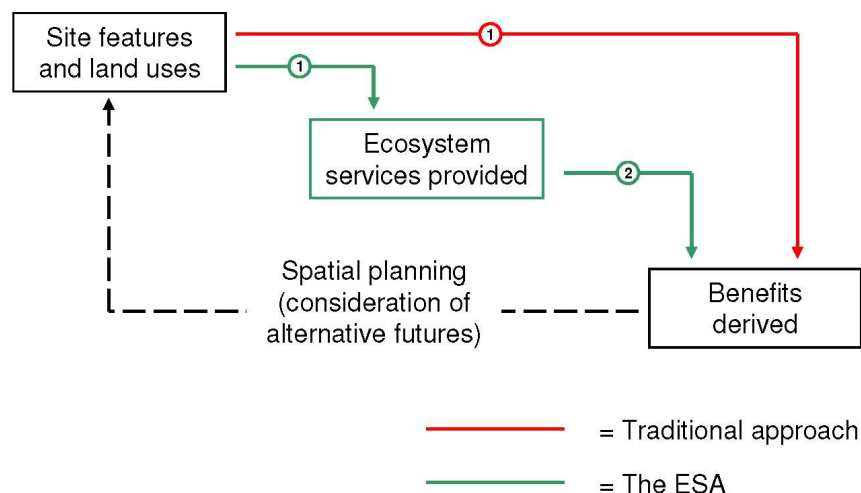 Site features
and land uses
1
1
Ecosystem
services provided
2
Spatial planning
(consideration of
alternative futures)
Benefits
derived
= Traditional approach
= The ESA